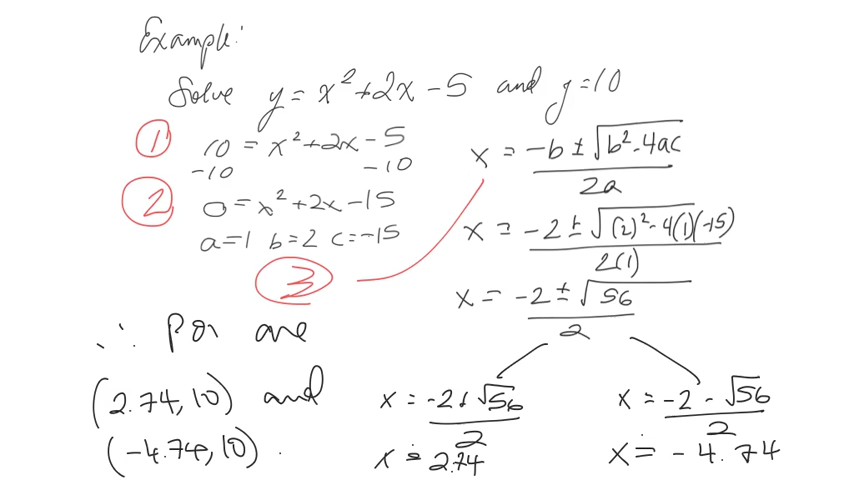 Example:
Solve y = x² + 2x - 5 and y = 10
① 10 = x² + 2x - 5
-10 -10
② 0 = x² + 2x - 15
a = 1 b = 2 c = -15
③
x = (-b ± √(b² - 4ac)) / 2a
x = (-2 ± √((2)² - 4(1)(-15))) / 2(1)
x = (-2 ± √56) / 2
x = (-2 + √56) / 2
x ≐ 2.74
x = (-2 - √56) / 2
x ≐ -4.74
∴ POI are
(2.74, 10) and
(-4.74, 10).